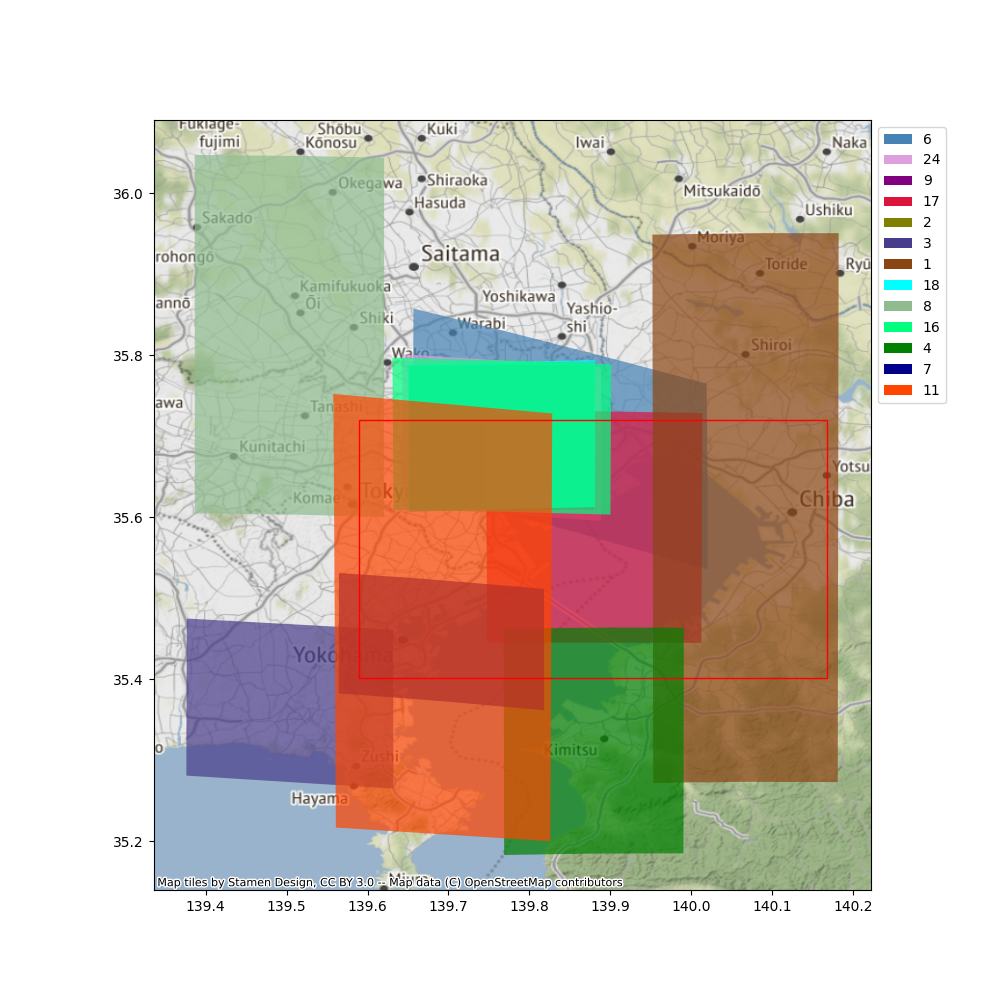 Fukiage-
fujimi
Shōbu
Kōnosu
Kuki
Iwai
Naka
Okegawa
Shiraoka
Hasuda
Mitsukaidō
Ushiku
Sakado
Moriya
rohongō
Saitama
Toride
Ryū
Kamifukuoka
Ōi
annō
Yoshikawa
Yashio-
shi
Shiki
Warabi
Wako
Shiroi
awa
Tanashi
Kunitachi
Yotsu
Komae
Tokyo
Chiba
Yokohama
Kimitsu
Zushi
Hayama
o
Miura
Map tiles by Stamen Design, CC BY 3.0 -- Map data (C) OpenStreetMap contributors
36.0
35.8
35.6
35.4
35.2
139.4 139.5 139.6 139.7 139.8 139.9 140.0 140.1 140.2
6
24
9
17
2
3
1
18
8
16
4
7
11